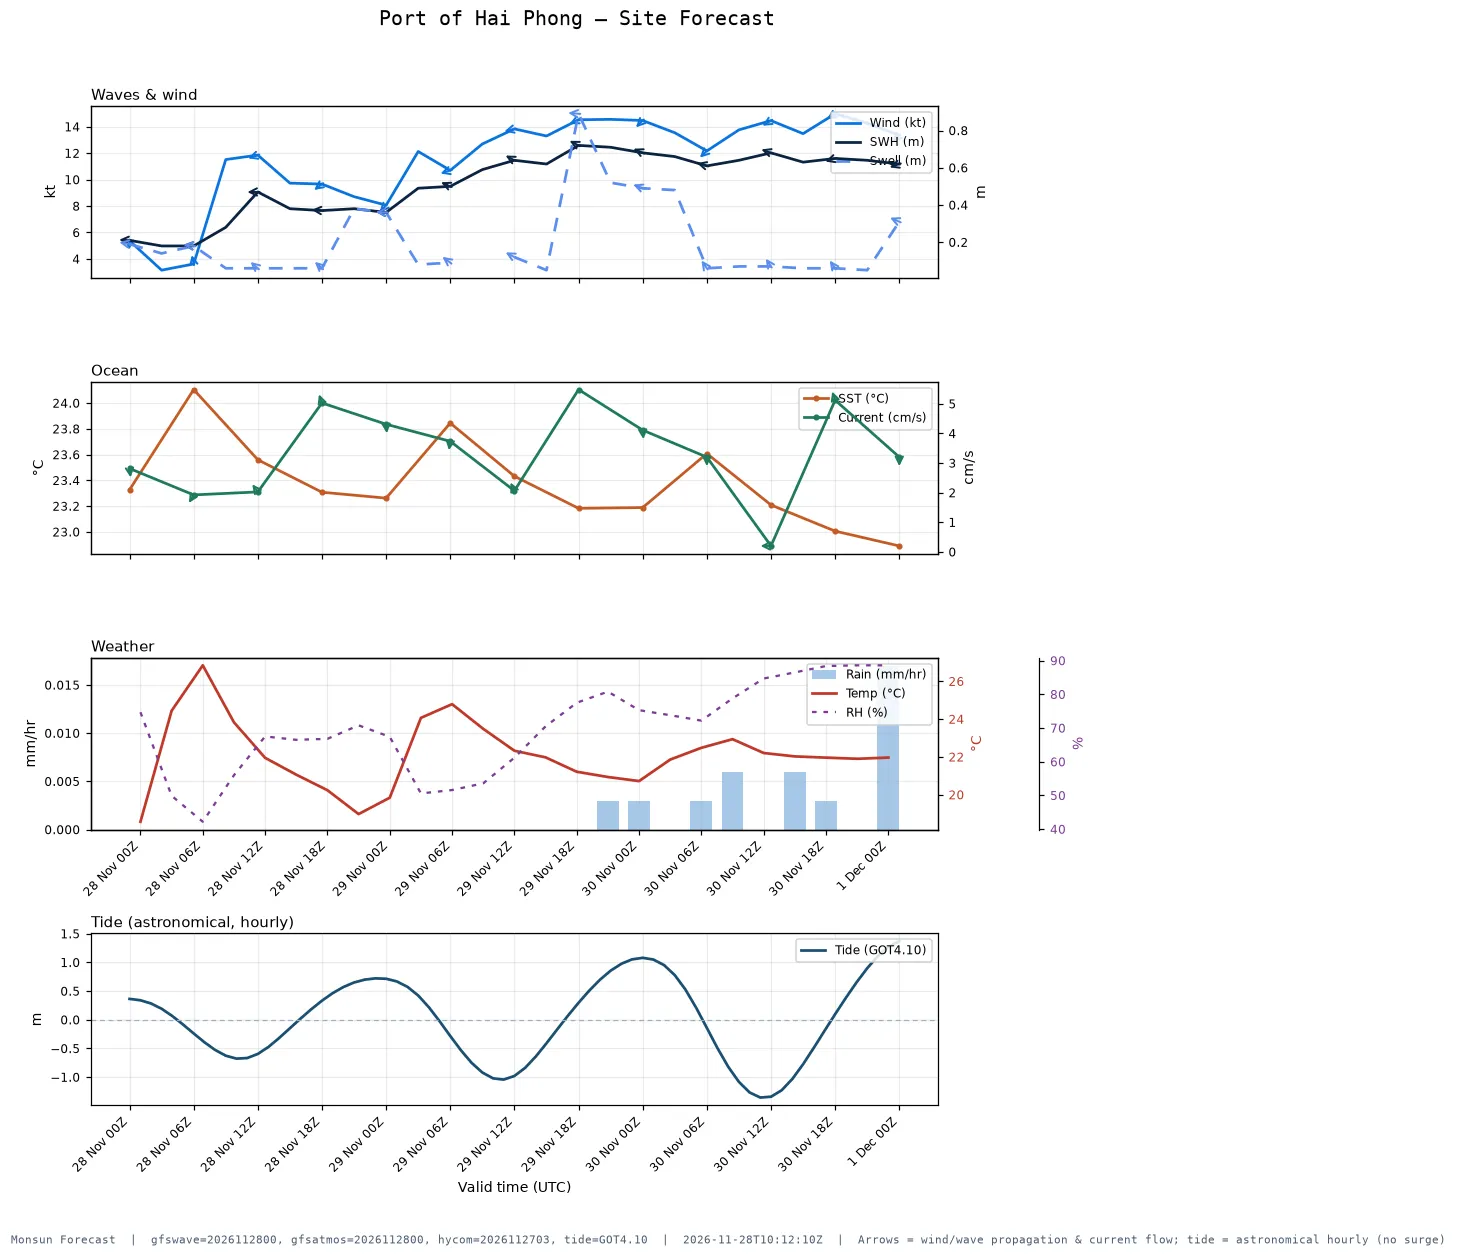 Port of Hai Phong — Site Forecast
Waves & wind
14
12
10
8
6
4
kt
0.8
0.6
0.4
0.2
m
Wind (kt)
SWH (m)
Swell (m)
Ocean
24.0
23.8
23.6
23.4
23.2
23.0
°C
5
4
3
2
1
0
cm/s
SST (°C)
Current (cm/s)
Weather
0.015
0.010
0.005
0.000
mm/hr
26
24
22
20
°C
90
80
70
60
50
40
%
Rain (mm/hr)
Temp (°C)
RH (%)
28 Nov 00Z
28 Nov 06Z
28 Nov 12Z
28 Nov 18Z
29 Nov 00Z
29 Nov 06Z
29 Nov 12Z
29 Nov 18Z
30 Nov 00Z
30 Nov 06Z
30 Nov 12Z
30 Nov 18Z
1 Dec 00Z
Tide (astronomical, hourly)
1.5
1.0
0.5
0.0
−0.5
−1.0
m
Tide (GOT4.10)
28 Nov 00Z
28 Nov 06Z
28 Nov 12Z
28 Nov 18Z
29 Nov 00Z
29 Nov 06Z
29 Nov 12Z
29 Nov 18Z
30 Nov 00Z
30 Nov 06Z
30 Nov 12Z
30 Nov 18Z
1 Dec 00Z
Valid time (UTC)
Monsun Forecast | gfswave=2026112800, gfsatmos=2026112800, hycom=2026112703, tide=GOT4.10 | 2026-11-28T10:12:10Z | Arrows = wind/wave propagation & current flow; tide = astronomical hourly (no surge)